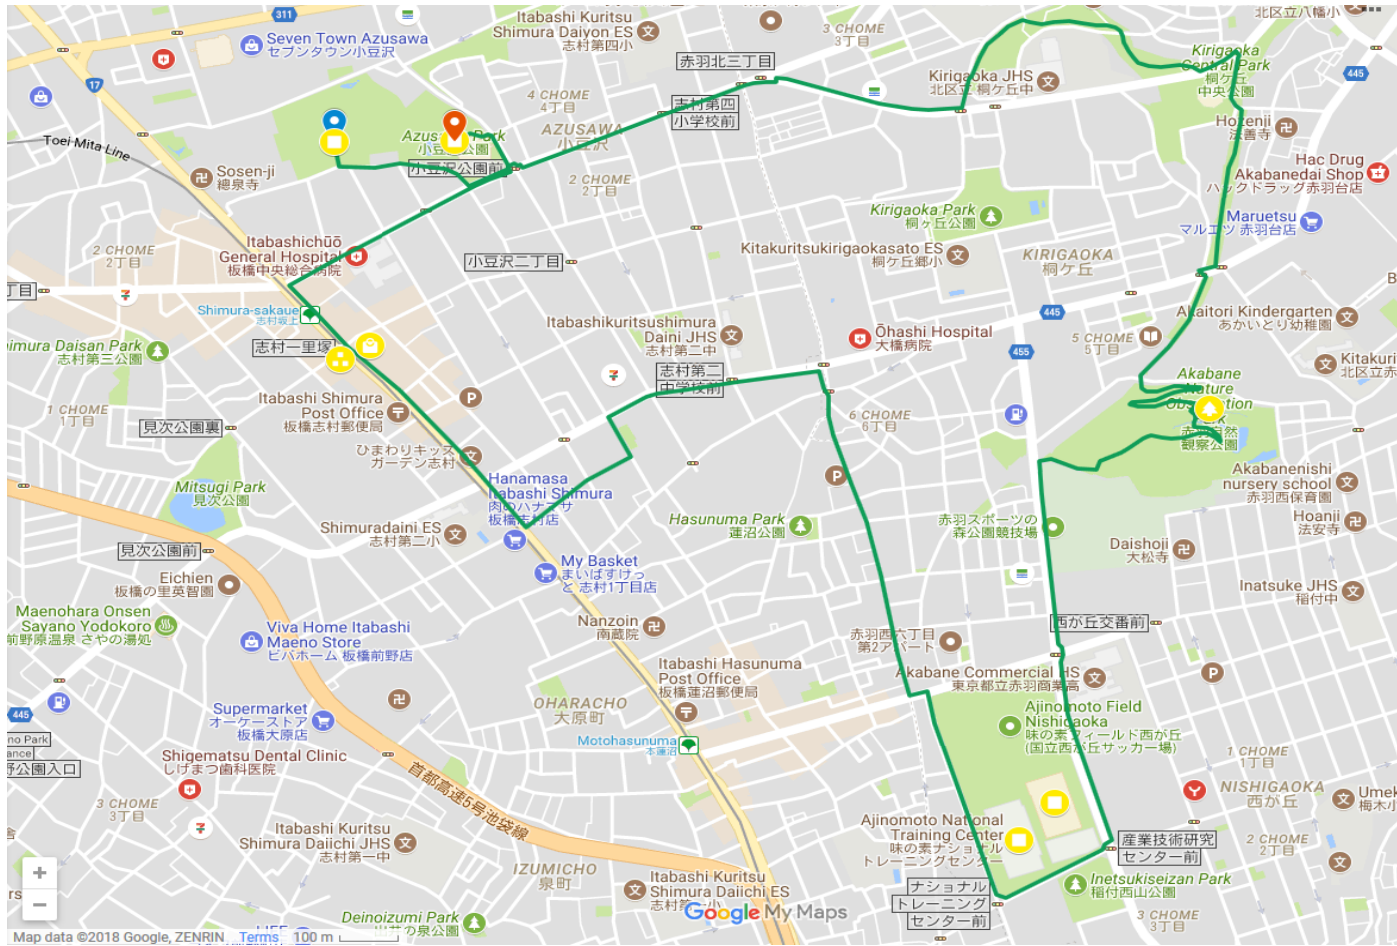 311
Seven Town Azusawa
セブンタウン小豆沢
Itabashi Kuritsu
Shimura Daiyon ES
志村第四小
3 CHOME
3丁目
北区立八幡小
17
赤羽北三丁目
Kirigaoka JHS
北区立 桐ケ丘中
Kirigaoka
Central Park
桐ケ丘
中央公園
445
4 CHOME
4丁目
志村第四
小学校前
AZUSAWA
小豆沢
Toei Mita Line
小豆沢公園前
Hozenji
法善寺
Sosen-ji
總泉寺
2 CHOME
2丁目
Hac Drug
Akabanedai Shop
ハックドラッグ赤羽台店
Kirigaoka Park
桐ヶ丘公園
Maruetsu
マルエツ 赤羽台店
2 CHOME
2丁目
Itabashichūō
General Hospital
板橋中央総合病院
小豆沢二丁目
Kitakuritsukirigaokasato ES
桐ケ丘郷小
KIRIGAOKA
桐ケ丘
丁目
Shimura-sakaue
志村坂上
445
Akaitori Kindergarten
あかいとり幼稚園
Itabashikuritsushimura
Daini JHS
志村第二中
Ōhashi Hospital
大橋病院
5 CHOME
5丁目
志村一里塚
imura Daisan Park
志村第三公園
455
志村第二
中学校前
Akabane
Nature
赤羽自然
観察公園
Itabashi Shimura
Post Office
板橋志村郵便局
P
1 CHOME
1丁目
6 CHOME
6丁目
見次公園裏
ひまわりキッズ
ガーデン志村
P
Hanamasa
Itabashi Shimura
Akabanenishi
nursery school
赤羽西保育園
Mitsugi Park
見次公園
Shimuradaini ES
志村第二小
Hasunuma Park
蓮沼公園
赤羽スポーツの
森公園競技場
Hoanji
法安寺
見次公園前
Daishoji
大松寺
My Basket
まいばすけっ
と 志村1丁目店
Eichien
板橋の里英智園
Inatsuke JHS
稲付中
Maenohara Onsen
Sayano Yodokoro
前野原温泉 さやの湯処
Viva Home Itabashi
Maeno Store
ビバホーム 板橋前野店
Nanzoin
南蔵院
赤羽西六丁目
第2アパート
西が丘交番前
Itabashi Hasunuma
Post Office
板橋蓮沼郵便局
Akabane Commercial HS
東京都立赤羽商業高
P
OHARACHO
大原町
Supermarket
オーケーストア
板橋大原店
445
Ajinomoto Field
Nishigaoka
味の素フィールド西が丘
(国立西が丘サッカー場)
Motohasunuma
本蓮沼
野公園入口
Shigematsu Dental Clinic
しげまつ歯科医院
首都高速5号池袋線
1 CHOME
1丁目
NISHIGAOKA
西が丘
3 CHOME
3丁目
Ajinomoto National
Training Center
味の素ナショナル
トレーニングセンター
Itabashi Kuritsu
Shimura Daiichi JHS
志村第一中
産業技術研究
センター前
2 CHOME
2丁目
IZUMICHO
泉町
Itabashi Kuritsu
Shimura Daiichi ES
ナショナル
トレーニング
センター前
Inetsukiseizan Park
稲付西山公園
Google My Maps
Deinoizumi Park
3 CHOME
3丁目
Map data ©2018 Google, ZENRIN Terms 100 m